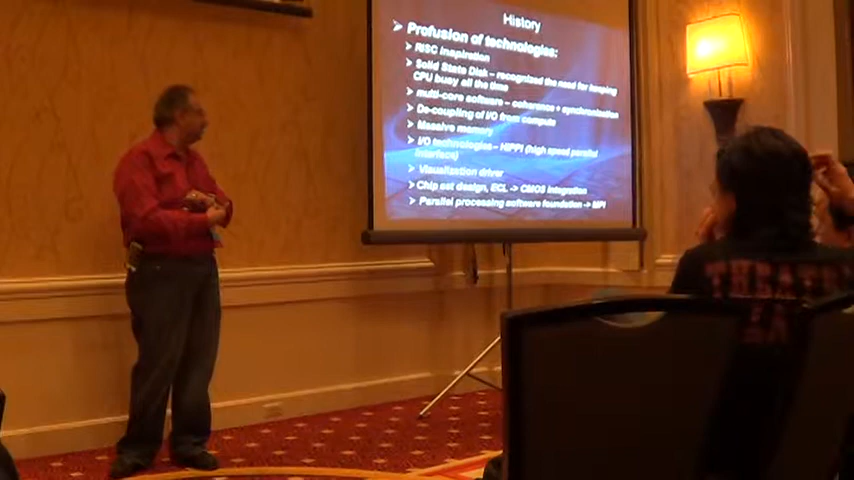 History
➢ Profusion of technologies:
➢ RISC inspiration
➢ Solid State Disk – recognized the need for keeping
CPU busy all the time
➢ multi-core software – coherence + synchronisation
➢ De-coupling of I/O from compute
➢ Massive memory
➢ I/O technologies – HIPPI (high speed parallel
interface)
➢ Visualization driver
➢ Chip set design, ECL -> CMOS integration
➢ Parallel processing software foundation -> MPI